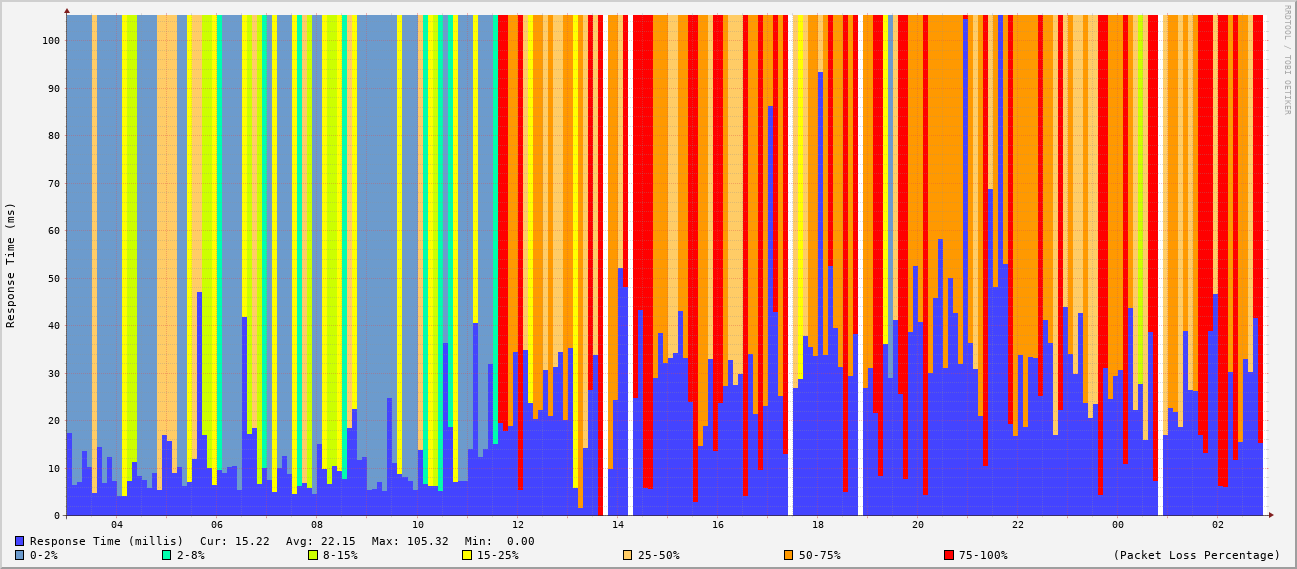 RRDTOOL / TOBI OETIKER
Response Time (ms)
100
90
80
70
60
50
40
30
20
10
0
04 06 08 10 12 14 16 18 20 22 00 02
Response Time (millis) Cur: 15.22 Avg: 22.15 Max: 105.32 Min: 0.00
0-2% 2-8% 8-15% 15-25% 25-50% 50-75% 75-100% (Packet Loss Percentage)